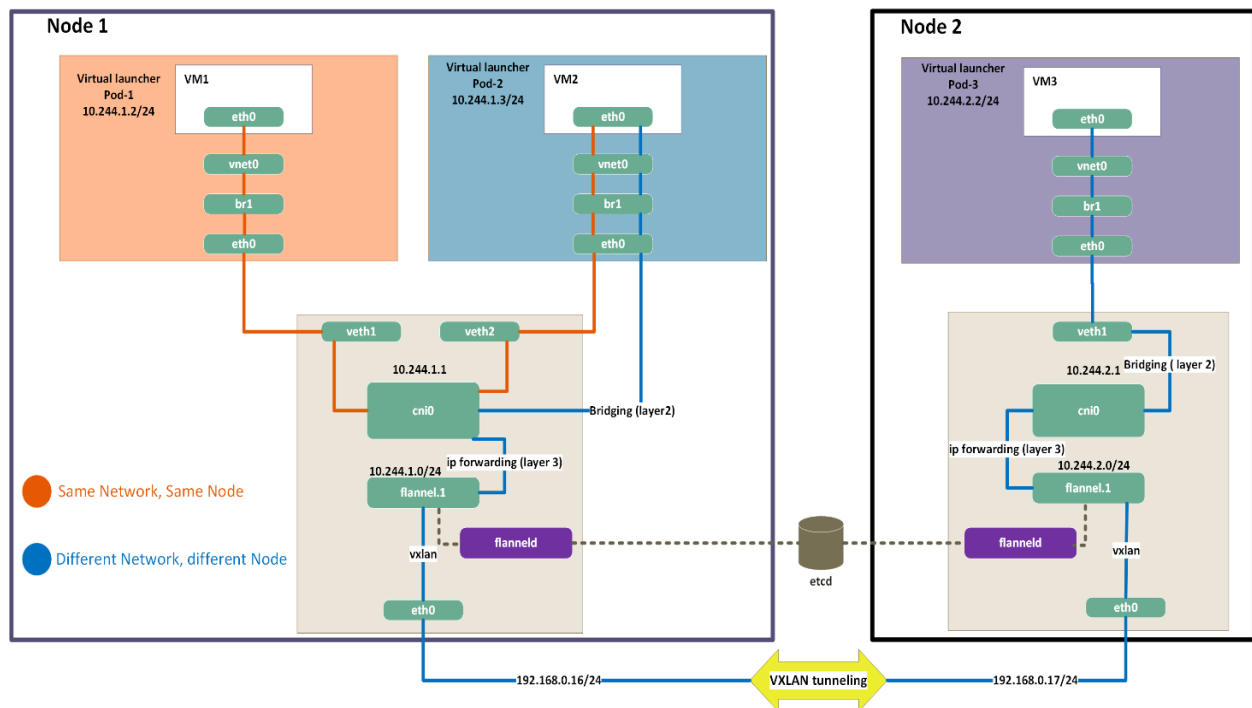 Node 1
Virtual launcher
Pod-1
10.244.1.2/24
VM1
eth0
vnet0
br1
eth0
Virtual launcher
Pod-2
10.244.1.3/24
VM2
eth0
vnet0
br1
eth0
veth1
veth2
10.244.1.1
cni0
Bridging (layer2)
ip forwarding (layer 3)
10.244.1.0/24
flannel.1
vxlan
flanneld
eth0
Same Network, Same Node
Different Network, different Node
192.168.0.16/24
etcd
VXLAN tunneling
Node 2
Virtual launcher
Pod-3
10.244.2.2/24
VM3
eth0
vnet0
br1
eth0
veth1
Bridging ( layer 2)
10.244.2.1
cni0
ip forwarding (layer 3)
10.244.2.0/24
flannel.1
flanneld
vxlan
eth0
192.168.0.17/24